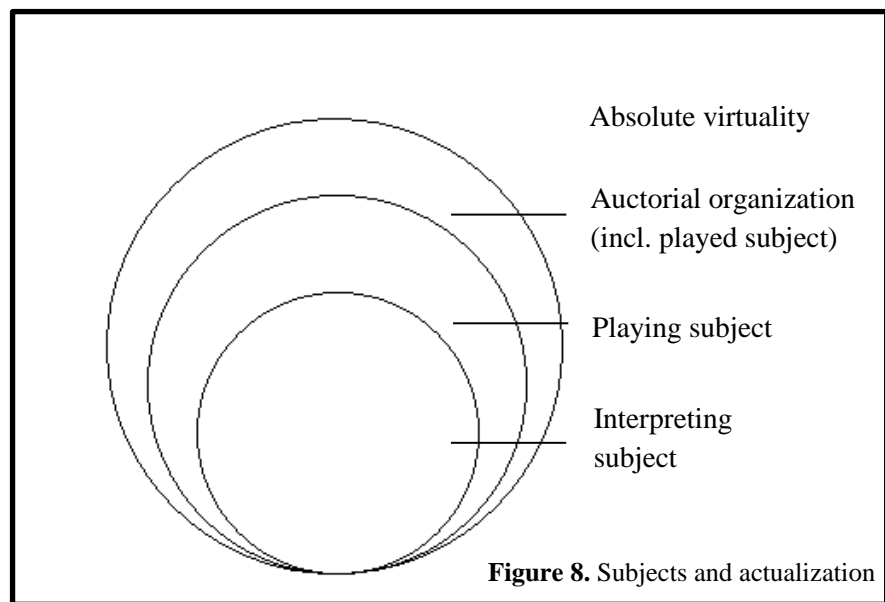 Absolute virtuality
Auctorial organization
(incl. played subject)
Playing subject
Interpreting
subject
Figure 8. Subjects and actualization